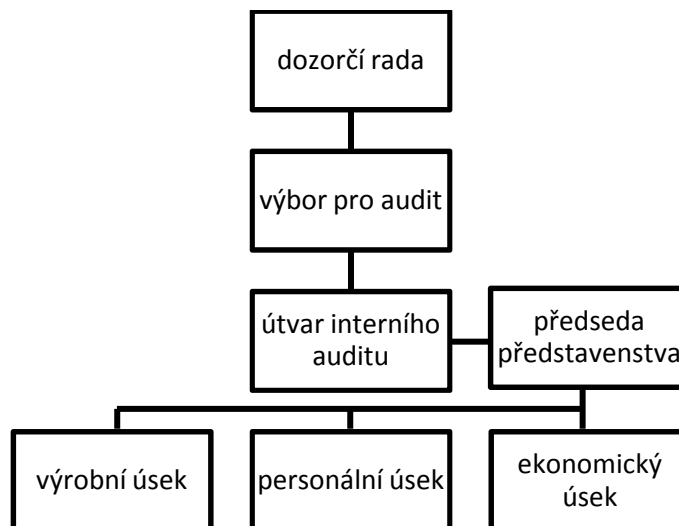 dozorčí rada
výbor pro audit
útvar interního
auditu
předseda
představenstva
výrobní úsek
personální úsek
ekonomický
úsek